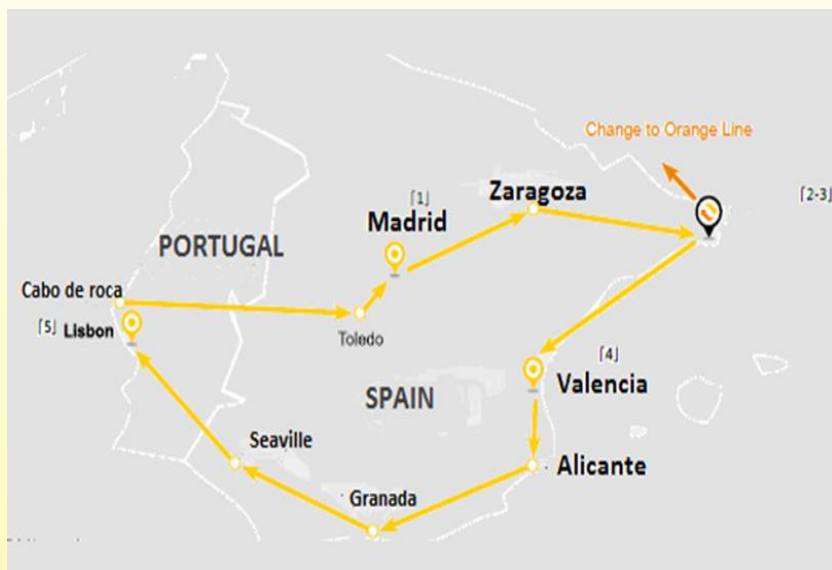 Change to Orange Line
⌈2-3⌋
Zaragoza
⌈1⌋
Madrid
PORTUGAL
Cabo de roca
⌈5⌋ Lisbon
Toledo
⌈4⌋
Valencia
SPAIN
Seaville
Alicante
Granada